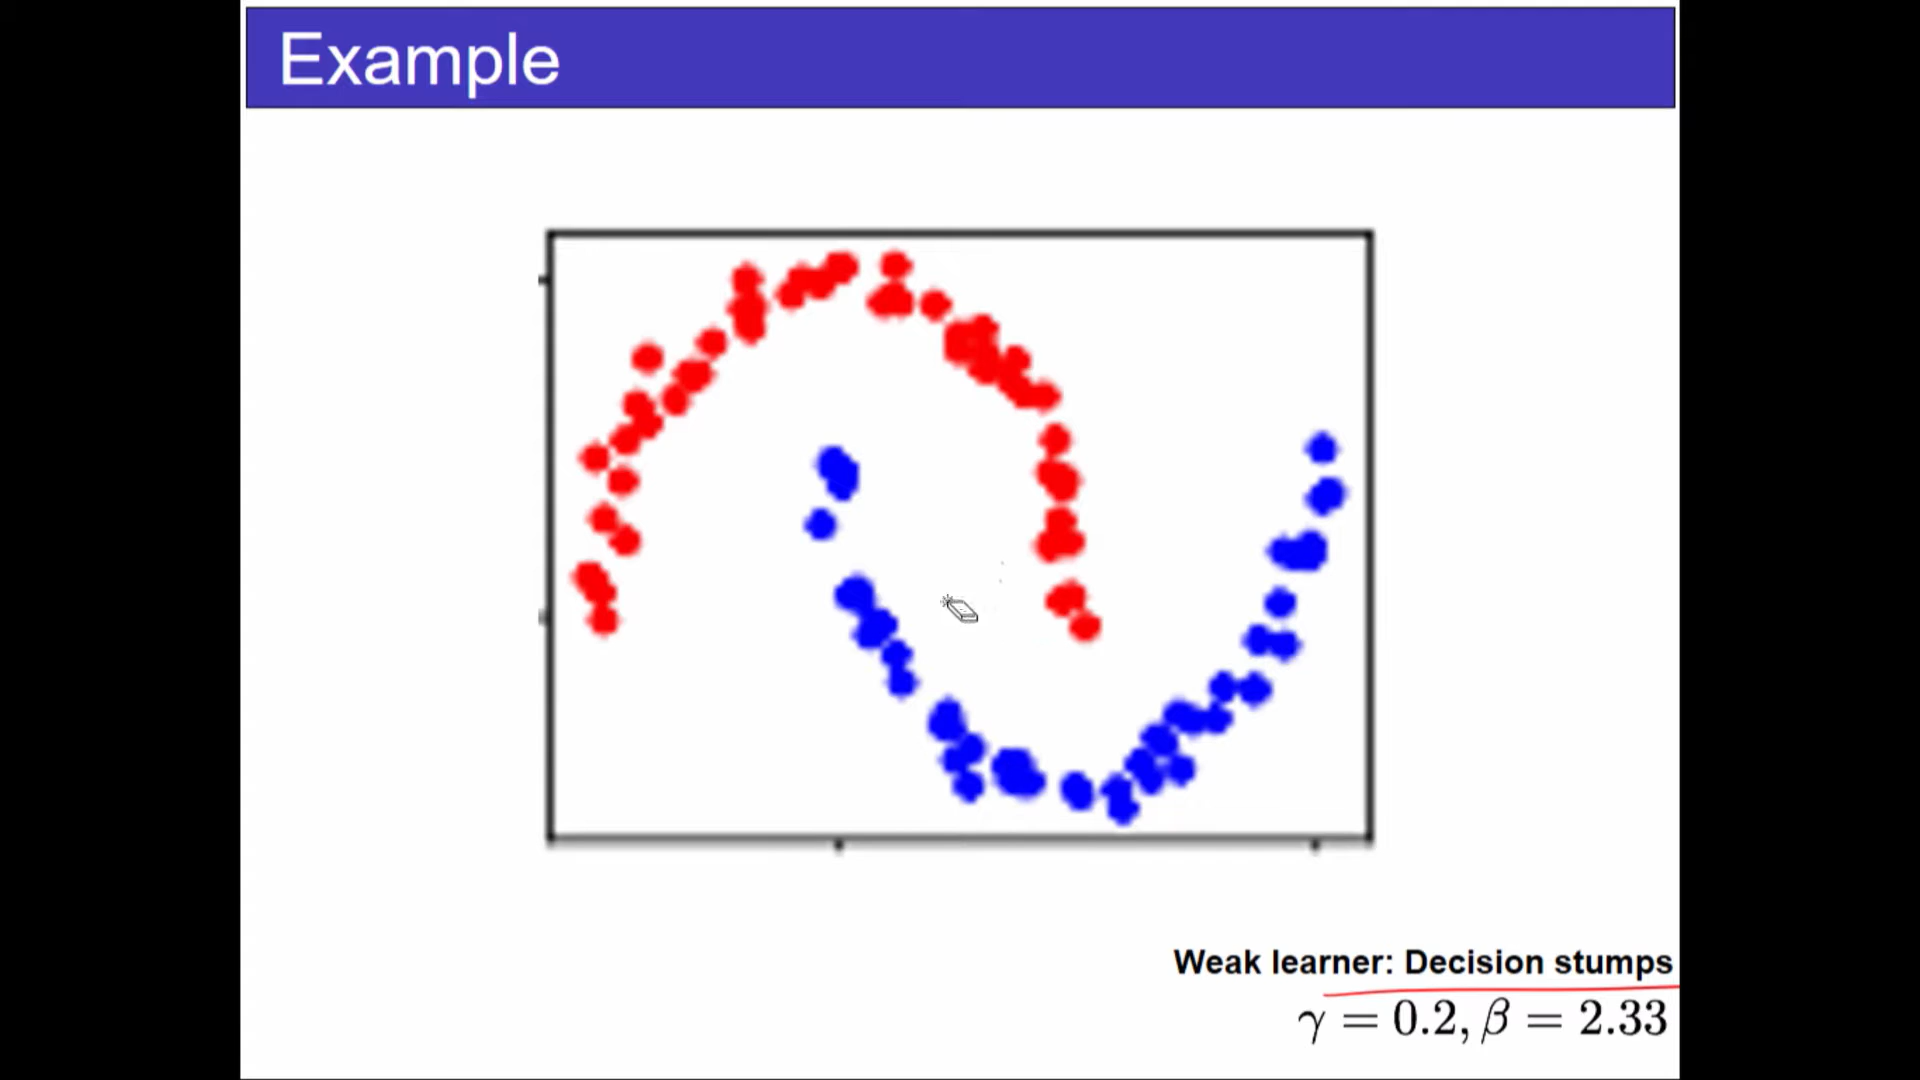 Example
Weak learner: Decision stumps
γ = 0.2, β = 2.33